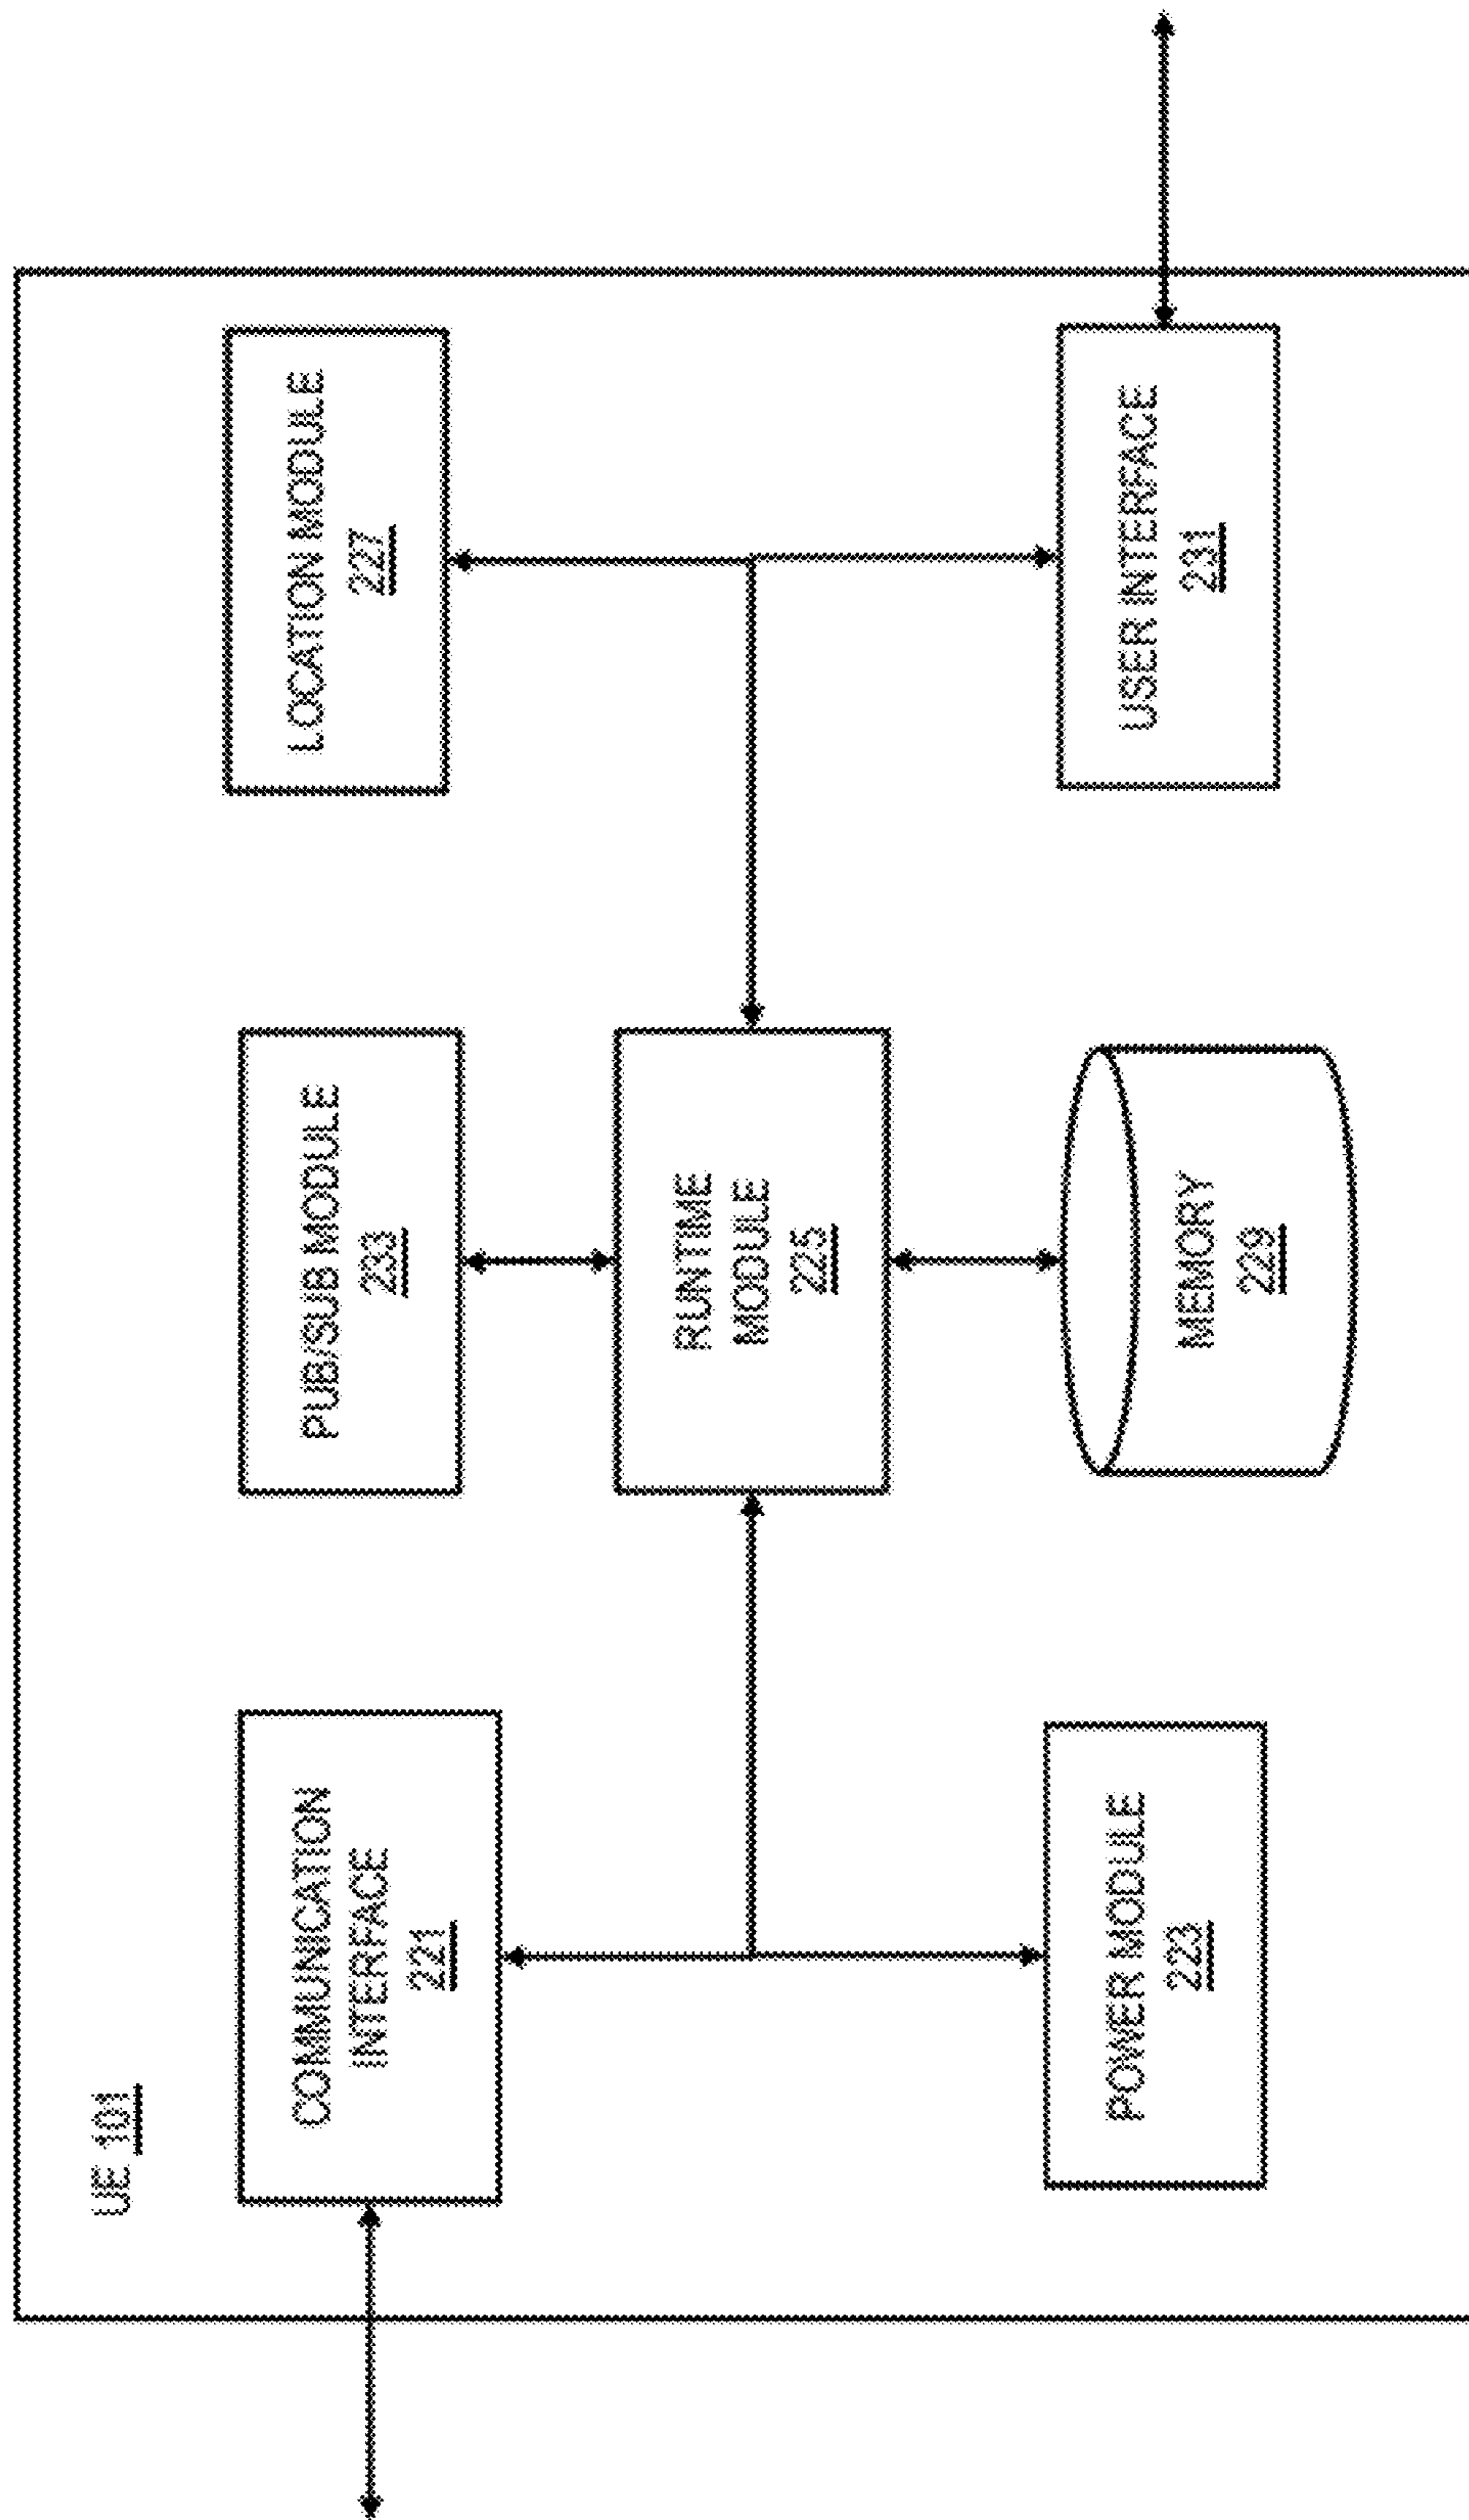 UE 101
COMMUNICATION
INTERFACE
221
PUB/SUB MODULE
233
LOCATION MODULE
227
RUNTIME
MODULE
225
POWER MODULE
223
MEMORY
229
USER INTERFACE
231